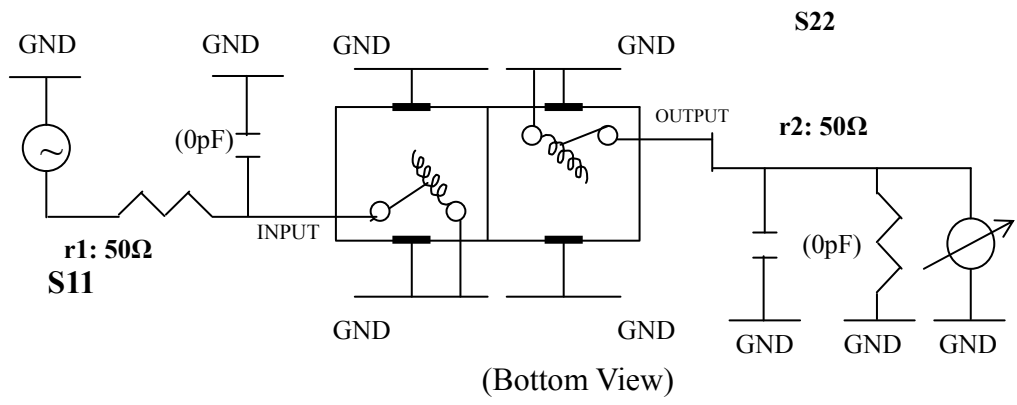 S22
GND
GND
GND
GND
(0pF)
OUTPUT
r2: 50Ω
INPUT
r1: 50Ω
S11
(0pF)
GND
GND
GND
GND
GND
(Bottom View)